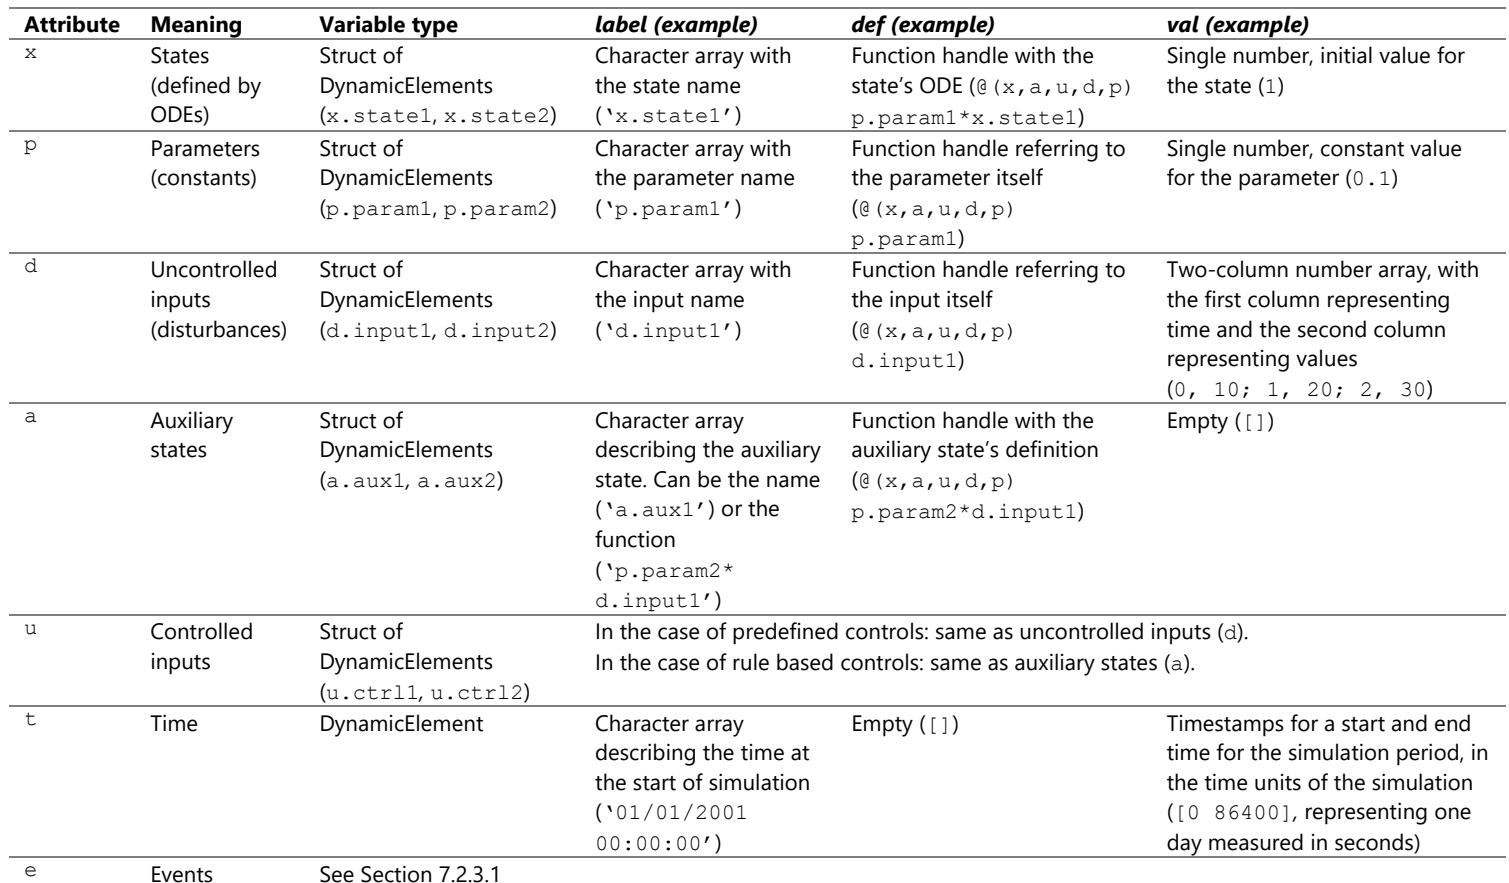 Attribute Meaning Variable type label (example) def (example) val (example)
x States Struct of Character array with Function handle with the Single number, initial value for
(defined by DynamicElements the state name state's ODE (@(x,a,u,d,p) the state (1)
ODEs) (x.state1, x.state2) (‘x.state1’) p.param1*x.state1)
p Parameters Struct of Character array with Function handle referring to Single number, constant value
(constants) DynamicElements the parameter name the parameter itself for the parameter (0.1)
(p.param1, p.param2) (‘p.param1’) (@(x,a,u,d,p)
p.param1)
d Uncontrolled Struct of Character array with Function handle referring to Two-column number array, with
inputs DynamicElements the input name the input itself the first column representing
(disturbances) (d.input1, d.input2) (‘d.input1’) (@(x,a,u,d,p) time and the second column
d.input1) representing values
(0, 10; 1, 20; 2, 30)
a Auxiliary Struct of Character array Function handle with the Empty ([])
states DynamicElements describing the auxiliary auxiliary state's definition
(a.aux1, a.aux2) state. Can be the name (@(x,a,u,d,p)
(‘a.aux1’) or the p.param2*d.input1)
function
(‘p.param2*
d.input1’)
u Controlled Struct of In the case of predefined controls: same as uncontrolled inputs (d).
inputs DynamicElements In the case of rule based controls: same as auxiliary states (a).
(u.ctrl1, u.ctrl2)
t Time DynamicElement Character array Empty ([]) Timestamps for a start and end
describing the time at time for the simulation period, in
the start of simulation the time units of the simulation
(‘01/01/2001 ([0 86400], representing one
00:00:00’) day measured in seconds)
e Events See Section 7.2.3.1